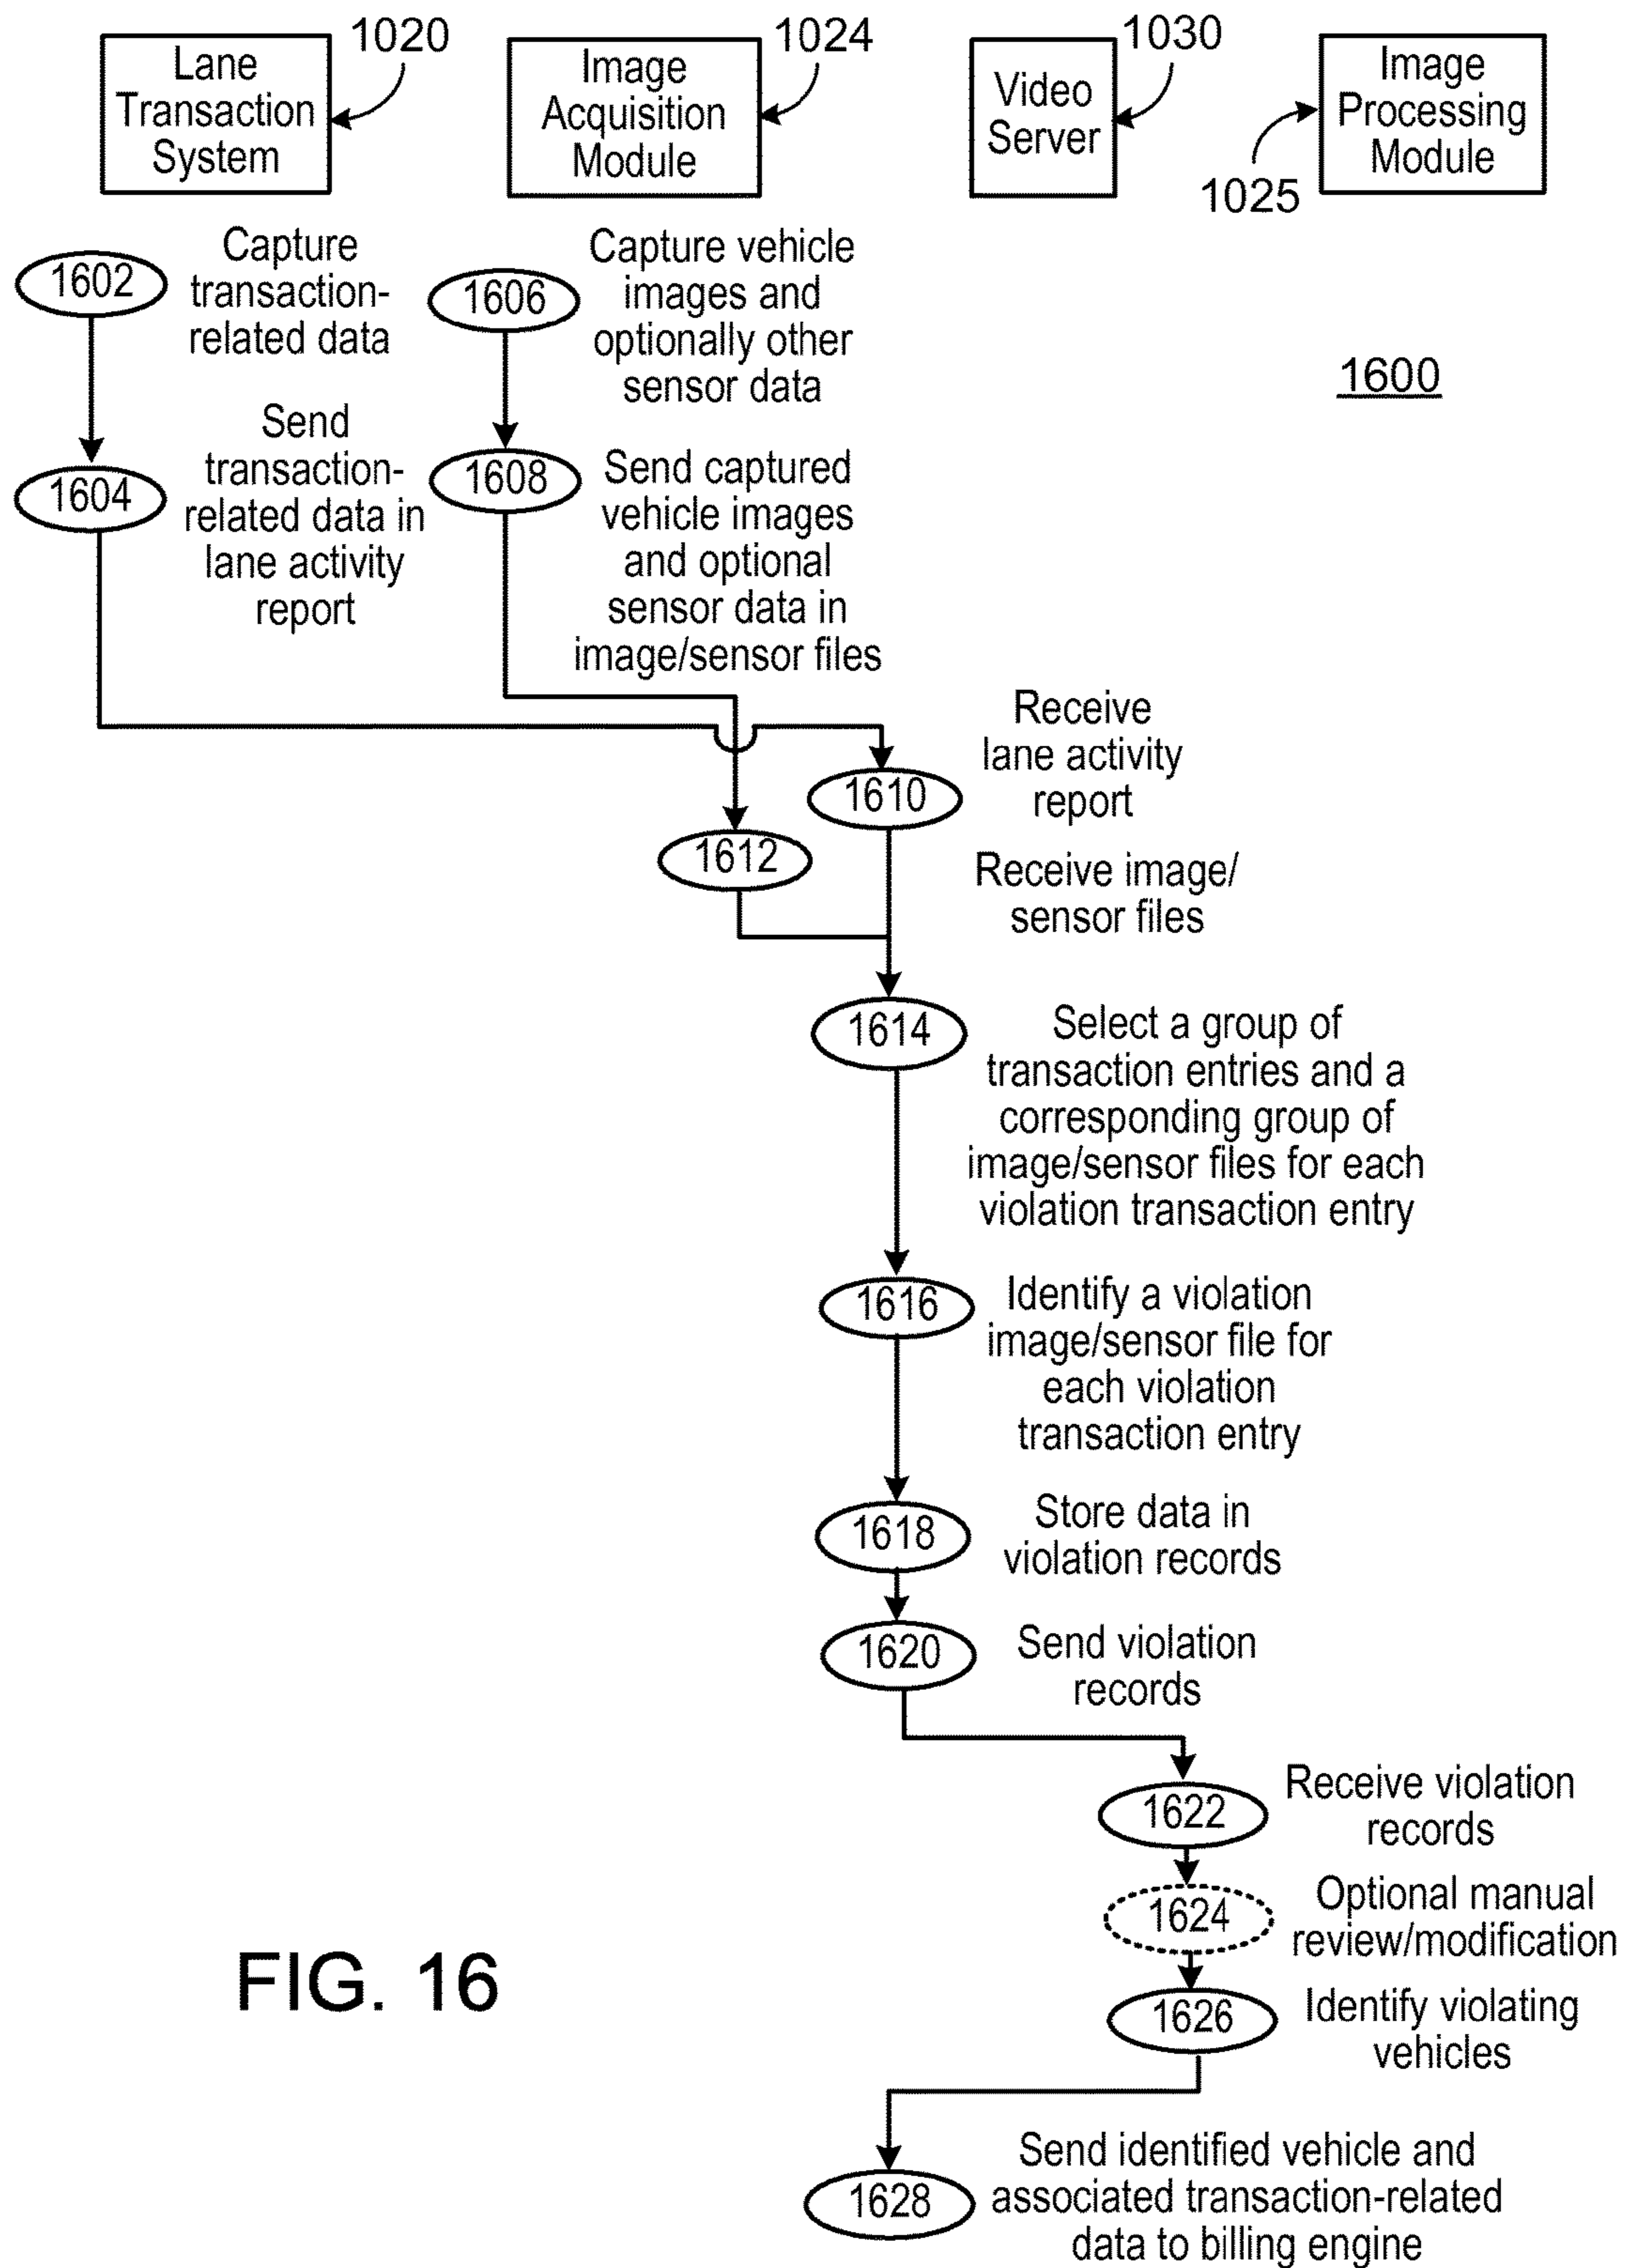 1020
Lane
Transaction
System
1024
Image
Acquisition
Module
1030
Video
Server
1025
Image
Processing
Module
1600
1602
Capture
transaction-
related data
1606
Capture vehicle
images and
optionally other
sensor data
1604
Send
transaction-
related data in
lane activity
report
1608
Send captured
vehicle images
and optional
sensor data in
image/sensor files
1610
Receive
lane activity
report
1612
Receive image/
sensor files
1614
Select a group of
transaction entries and a
corresponding group of
image/sensor files for each
violation transaction entry
1616
Identify a violation
image/sensor file for
each violation
transaction entry
1618
Store data in
violation records
1620
Send violation
records
1622
Receive violation
records
1624
Optional manual
review/modification
1626
Identify violating
vehicles
1628
Send identified vehicle and
associated transaction-related
data to billing engine
FIG. 16